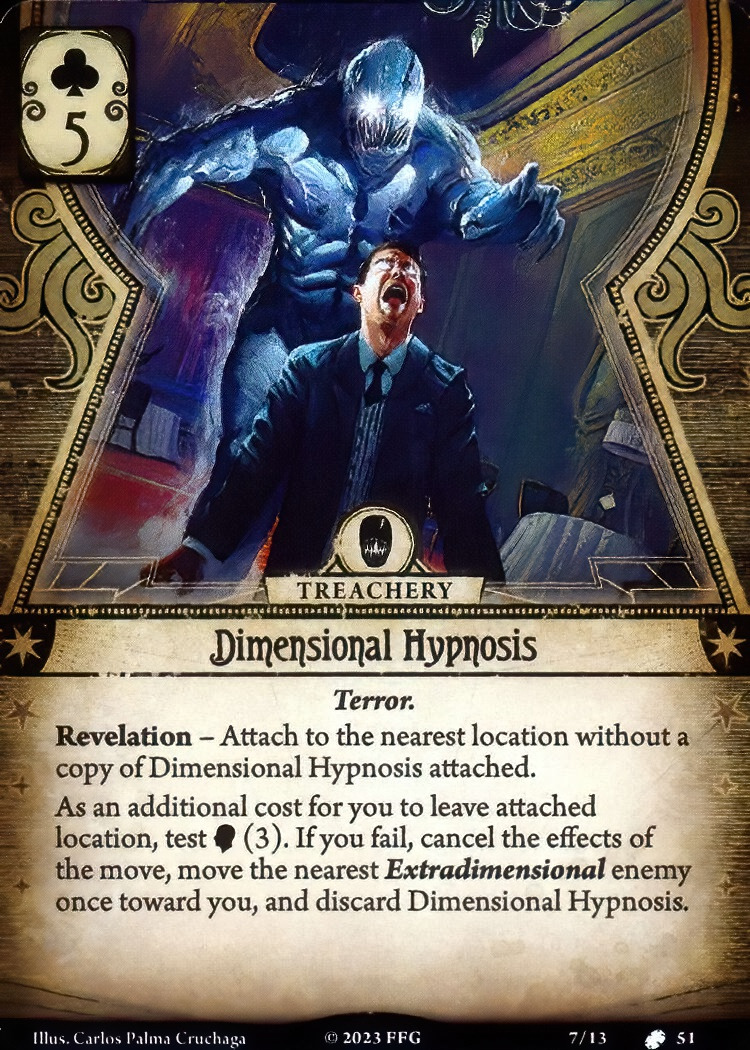 5
TREACHERY
Dimensional Hypnosis
Terror.
Revelation – Attach to the nearest location without a
copy of Dimensional Hypnosis attached.
As an additional cost for you to leave attached
location, test (3). If you fail, cancel the effects of
the move, move the nearest Extradimensional enemy
once toward you, and discard Dimensional Hypnosis.
Illus. Carlos Palma Cruchaga © 2023 FFG 7/13 51